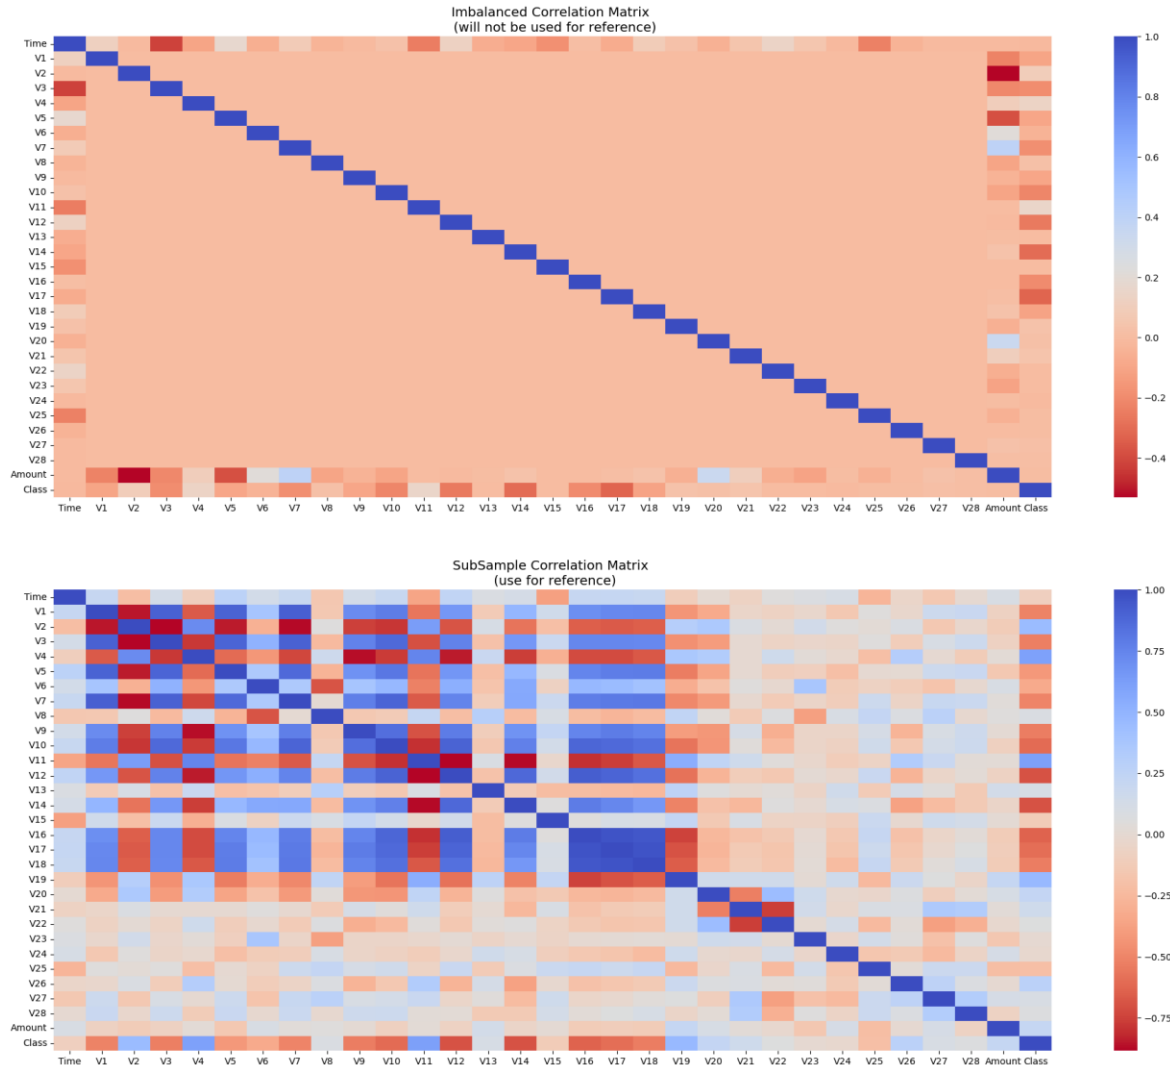 Imbalanced Correlation Matrix
(will not be used for reference)
Time
V1
V2
V3
V4
V5
V6
V7
V8
V9
V10
V11
V12
V13
V14
V15
V16
V17
V18
V19
V20
V21
V22
V23
V24
V25
V26
V27
V28
Amount
Class
Time V1 V2 V3 V4 V5 V6 V7 V8 V9 V10 V11 V12 V13 V14 V15 V16 V17 V18 V19 V20 V21 V22 V23 V24 V25 V26 V27 V28 Amount Class
1.0
0.8
0.6
0.4
0.2
0.0
−0.2
−0.4
SubSample Correlation Matrix
(use for reference)
Time
V1
V2
V3
V4
V5
V6
V7
V8
V9
V10
V11
V12
V13
V14
V15
V16
V17
V18
V19
V20
V21
V22
V23
V24
V25
V26
V27
V28
Amount
Class
Time V1 V2 V3 V4 V5 V6 V7 V8 V9 V10 V11 V12 V13 V14 V15 V16 V17 V18 V19 V20 V21 V22 V23 V24 V25 V26 V27 V28 Amount Class
1.00
0.75
0.50
0.25
0.00
−0.25
−0.50
−0.75